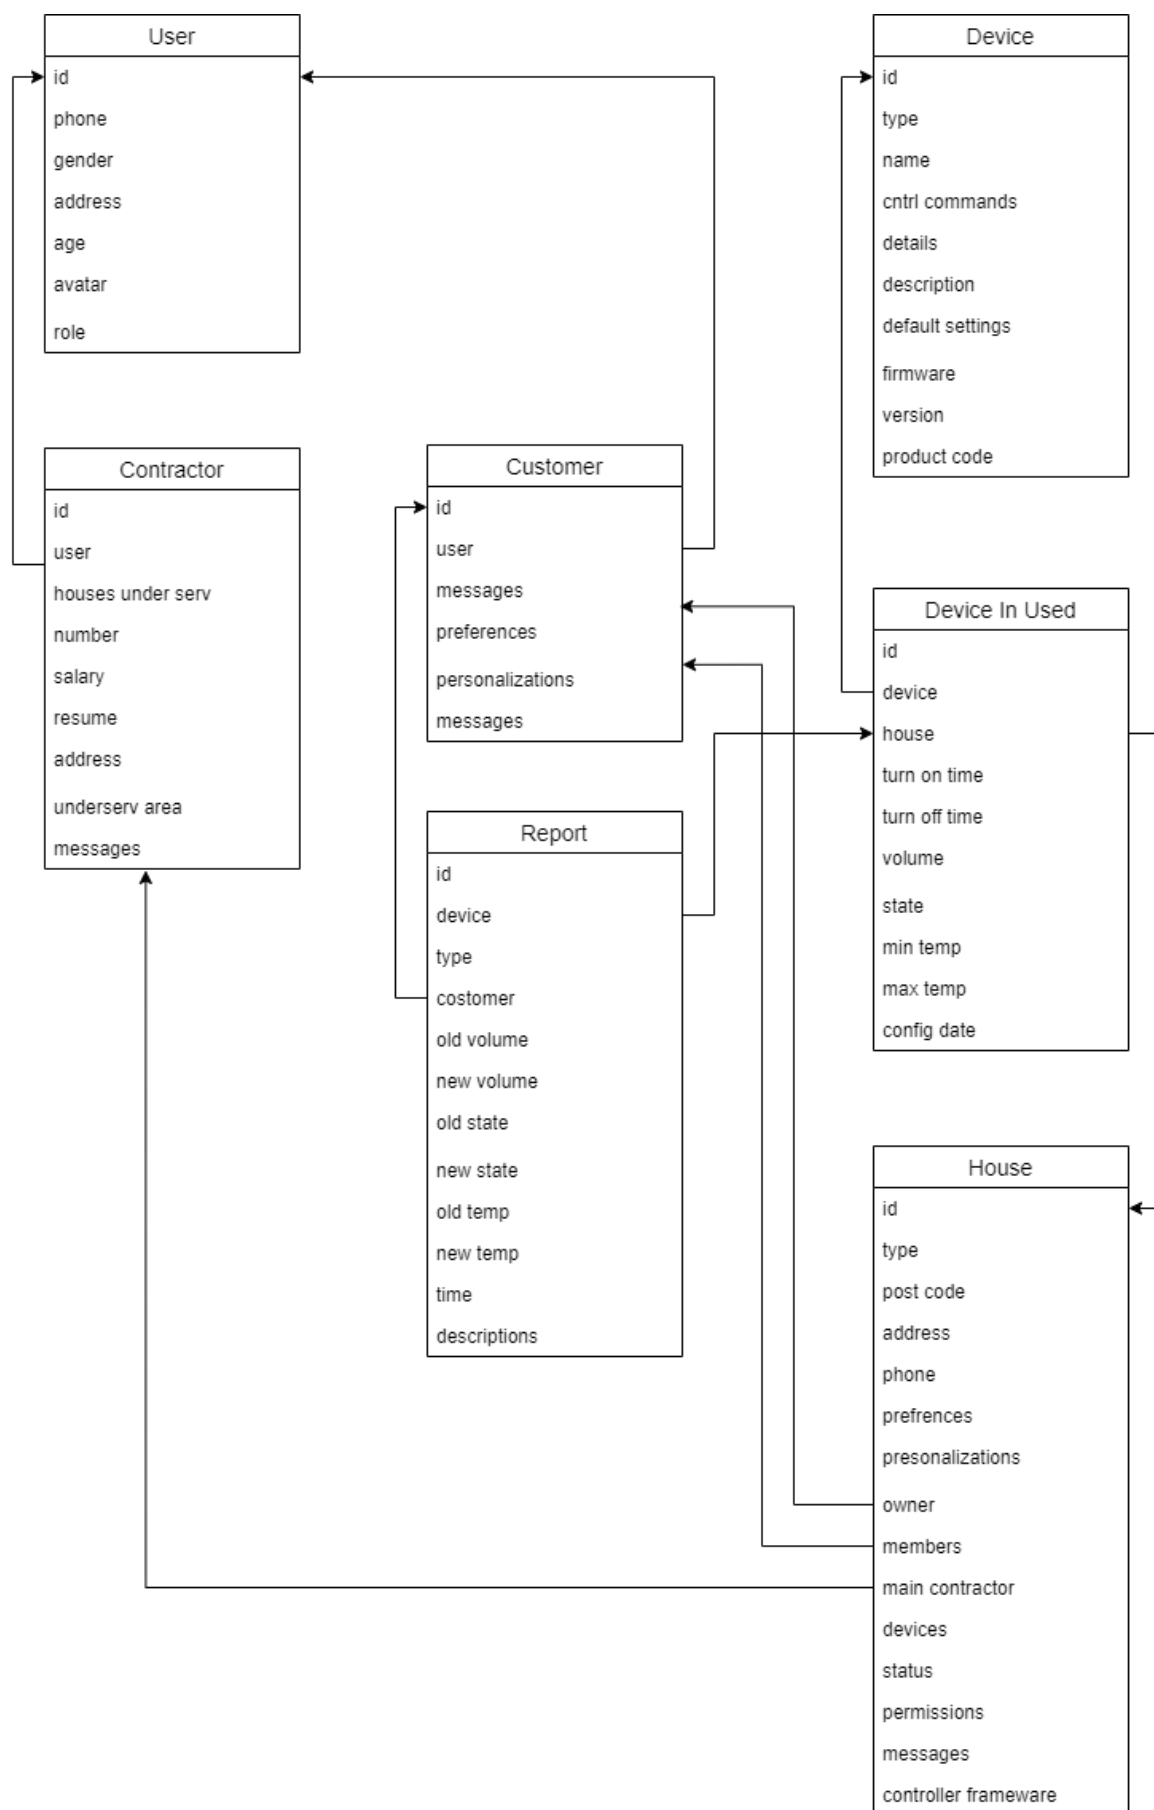 User
id
phone
gender
address
age
avatar
role
Device
id
type
name
cntrl commands
details
description
default settings
firmware
version
product code
Contractor
id
user
houses under serv
number
salary
resume
address
underserv area
messages
Customer
id
user
messages
preferences
personalizations
messages
Device In Used
id
device
house
turn on time
turn off time
volume
state
min temp
max temp
config date
Report
id
device
type
costomer
old volume
new volume
old state
new state
old temp
new temp
time
descriptions
House
id
type
post code
address
phone
prefrences
presonalizations
owner
members
main contractor
devices
status
permissions
messages
controller frameware